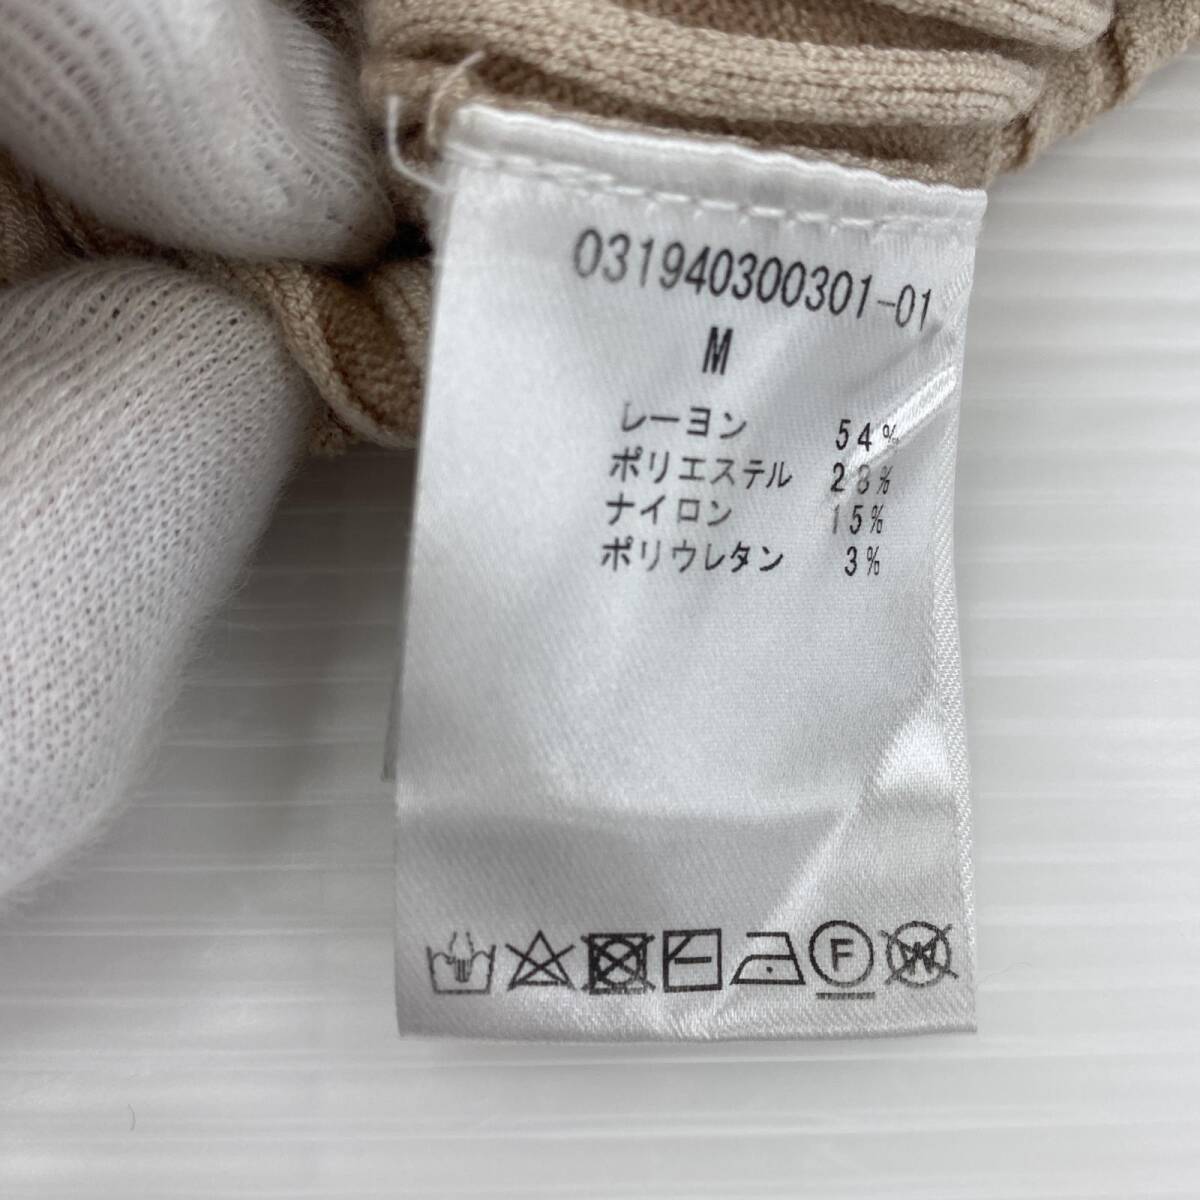 031940300301-01
M
レーヨン 54%
ポリエステル 28%
ナイロン 15%
ポリウレタン 3%
F W